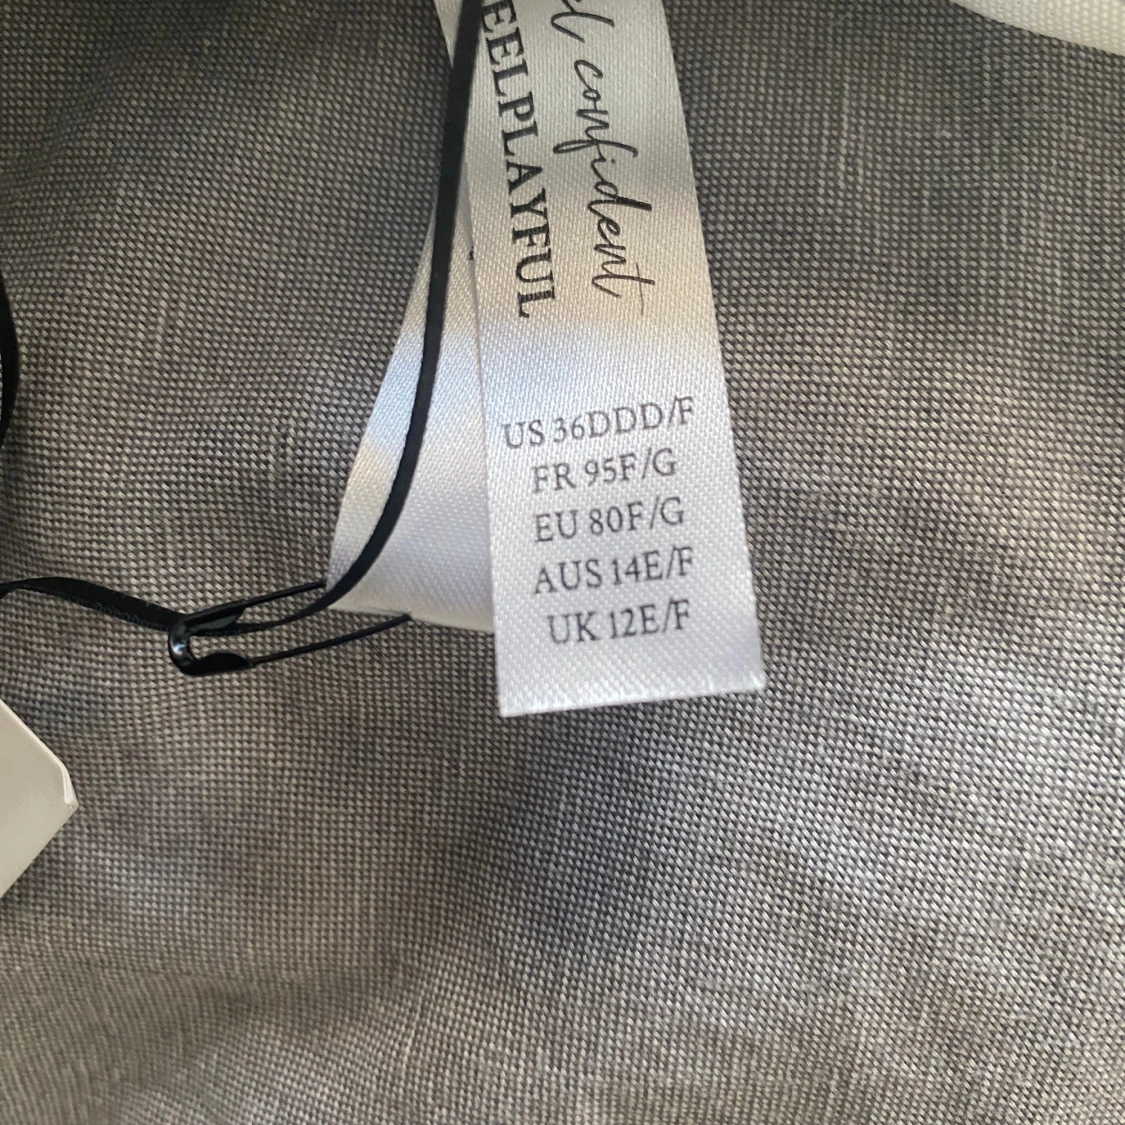 confident
EELPLAYFUL
US 36DDD/F
FR 95F/G
EU 80F/G
AUS 14E/F
UK 12E/F